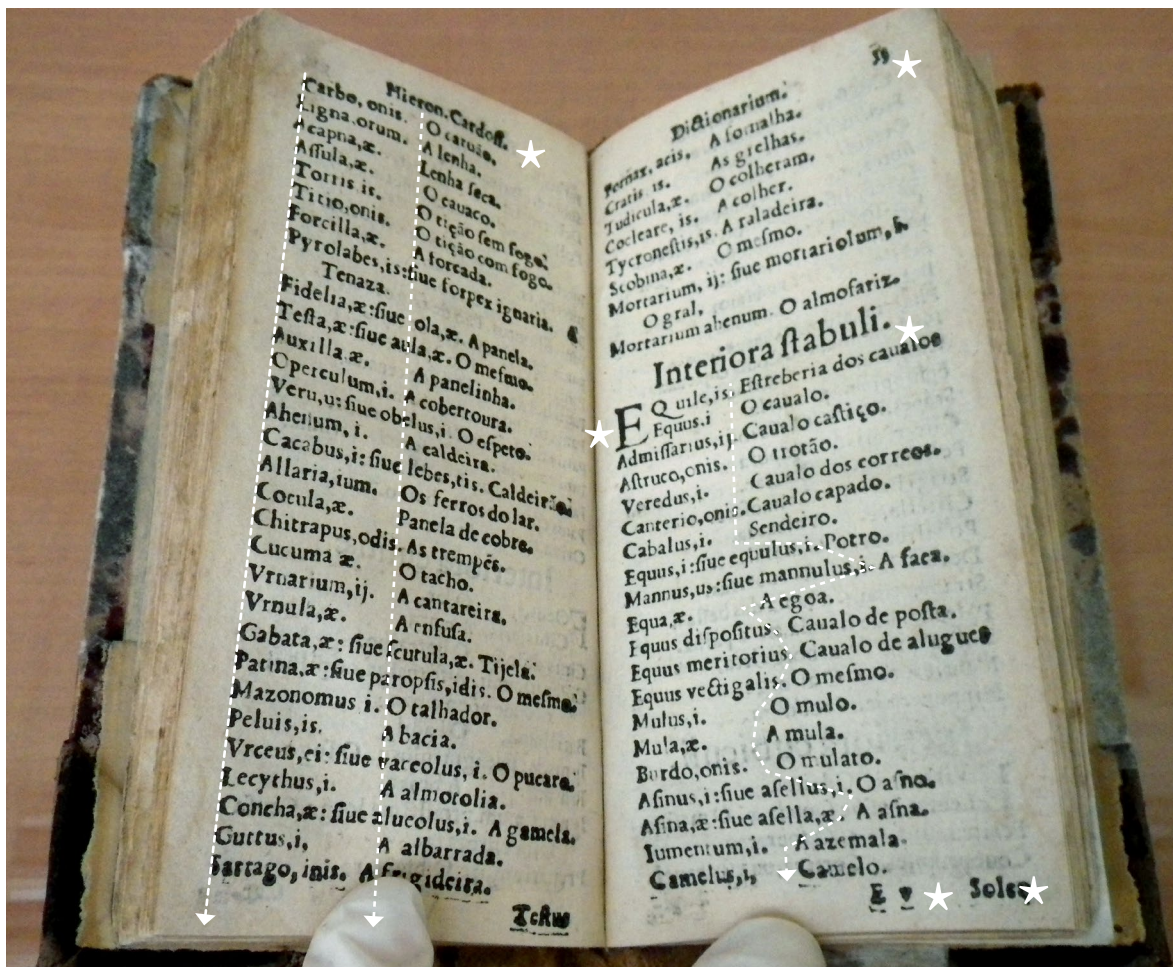 Hieron. Cardoſſ.
Carbo, onis. O caruão.
Ligna orum. A lenha.
Acapna,æ. Lenha ſeca.
Aſſula,æ. O cauaco.
Torris is. O tição ſem fogo.
Titio,onis. O tição com fogo.
Forcilla,æ. A forcada.
Pyrolabes,is:ſiue forpex ignaria.
Tenaza.
Fidelia,æ:ſiue ola,æ. A panela.
Teſta,æ:ſiue aula,æ. O meſmo.
Auxilla.æ. A panelinha.
Operculum,i. A cobertoura.
Veru,u:ſiue obelus,i. O eſpeto.
Ahenum, i. A caldeira.
Cacabus,i:ſiue lebes,tis. Caldeirão.
Allaria,ium. Os ferros do lar.
Cocula,æ. Panela de cobre.
Chitrapus,odis. As trempẽs.
Cucuma æ. O tacho.
Vrnarium,ij. A cantareira.
Vrnula,æ. A enfuſa.
Gabata,æ: ſiue ſcutula,æ. Tijela.
Patina,æ:ſiue paropſis,idis. O meſmo.
Mazonomus i. O talhador.
Peluis,is. A bacia.
Vrceus,ei: ſiue vrceolus, i. O pucaro.
Lecythus,i. A almotolia.
Concha,æ: ſiue alueolus,i. A gamela.
Guttus,i, A albarrada.
Sartago, inis. A frigideira.
59
Dictionarium.
Fornax. acis. A fornalha.
Cratis is. As grelhas.
Tudicula,æ. O colheram.
Cocleare, is. A colher.
Tycroneſtis,is. A raladeira.
Scobina,æ. O meſmo.
Mortarium, ij: ſiue mortariolum,i.
O gral,
Mortarium ahenum. O almofariz.
Interiora ſtabuli.
EQuile,is. Eſtreberia dos caualos
Equus.i O caualo.
Admiſſarius,ij. Caualo caſtiço.
Aſtruco,onis. O trotão.
Veredus,i. Caualo dos correos.
Canterio,onis. Caualo capado.
Cabalus,i. Sendeiro.
Equus,i:ſiue equulus,i. Potro.
Mannus,us:ſiue mannulus,i. A faca.
Equa,æ. A egoa.
Equus diſpoſitus. Caualo de poſta.
Equus meritorius. Caualo de aluguer
Equus vectigalis. O meſmo.
Mulus,i. O mulo.
Mula,æ. A mula.
Burdo,onis. O mulato.
Aſinus,i:ſiue aſellus,i. O aſno.
Aſina,æ:ſiue aſella,æ. A aſna.
Iumentum,i. A azemala.
Camelus,i, Camelo.
E v